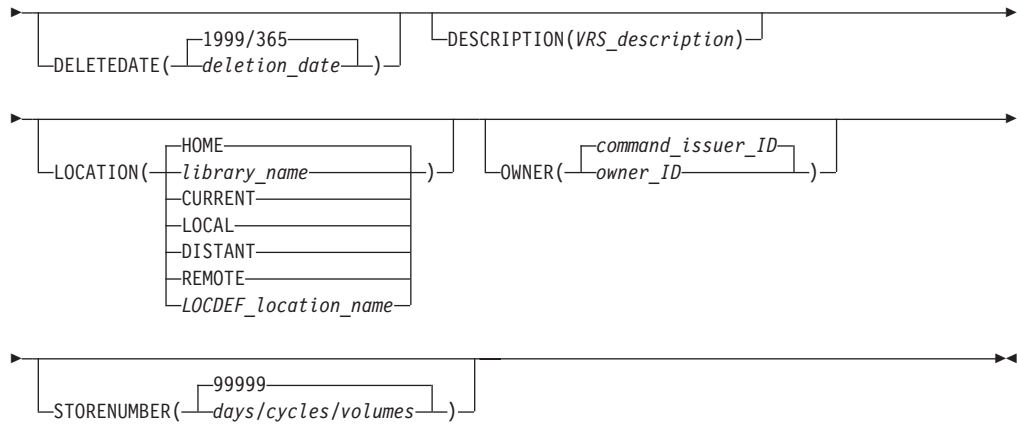 1999/365
DELETEDATE( deletion_date ) DESCRIPTION(VRS_description)
HOME command_issuer_ID
LOCATION( library_name ) OWNER( owner_ID )
CURRENT
LOCAL
DISTANT
REMOTE
LOCDEF_location_name
99999
STORENUMBER( days/cycles/volumes )